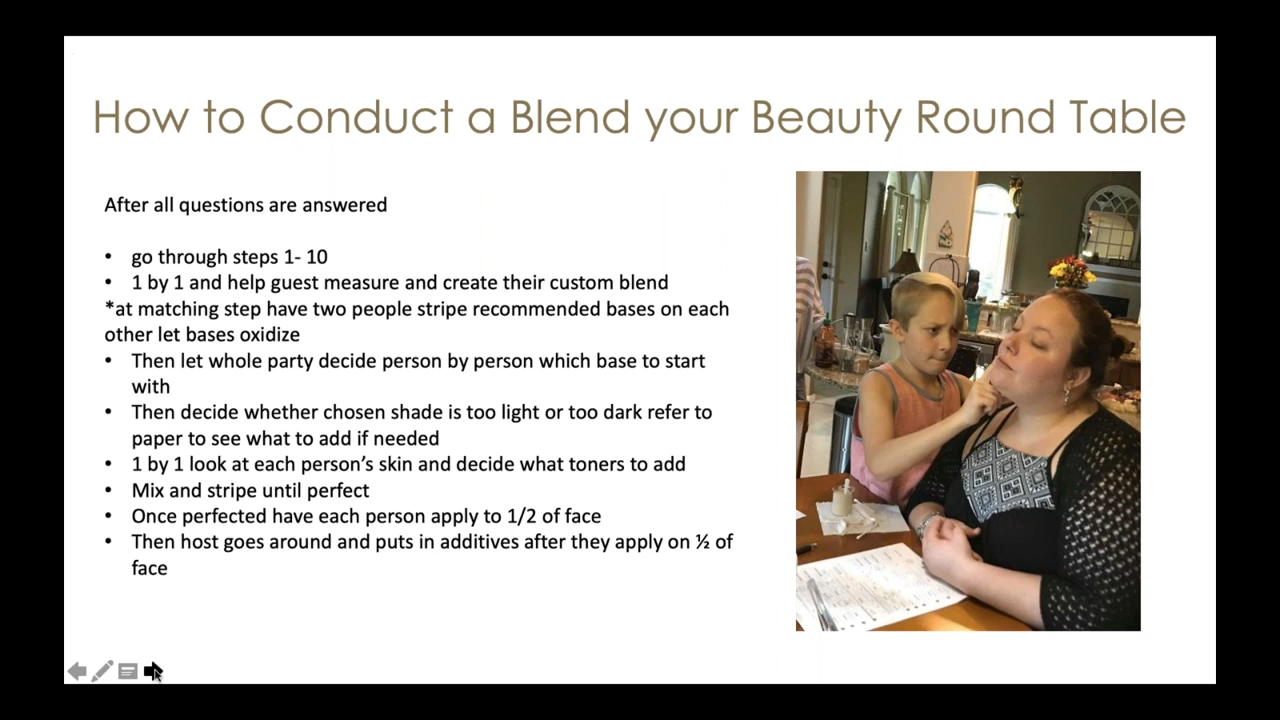 How to Conduct a Blend your Beauty Round Table
After all questions are answered
• go through steps 1- 10
• 1 by 1 and help guest measure and create their custom blend
*at matching step have two people stripe recommended bases on each
other let bases oxidize
• Then let whole party decide person by person which base to start
with
• Then decide whether chosen shade is too light or too dark refer to
paper to see what to add if needed
• 1 by 1 look at each person’s skin and decide what toners to add
• Mix and stripe until perfect
• Once perfected have each person apply to 1/2 of face
• Then host goes around and puts in additives after they apply on ½ of
face